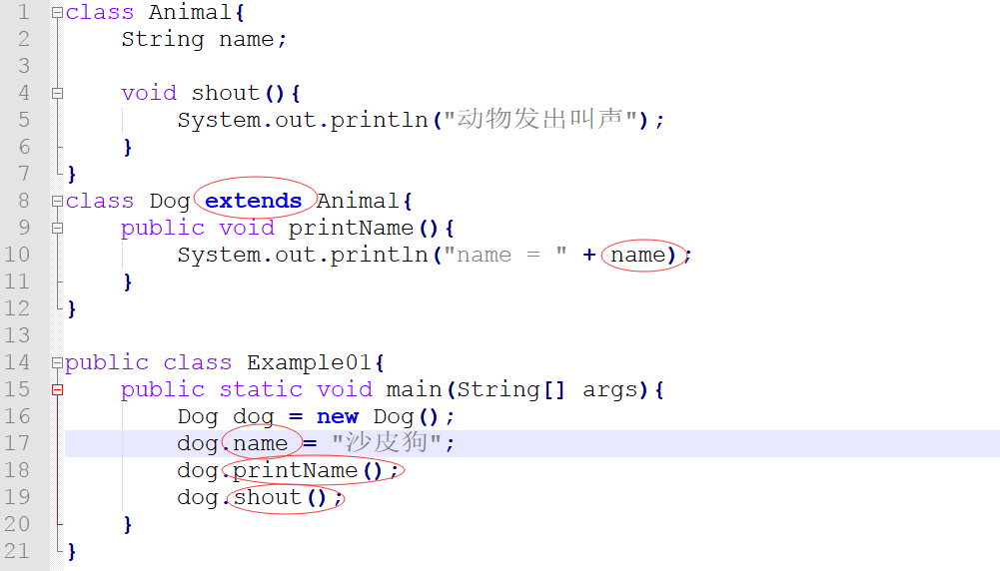 1 class Animal{
2 String name;
3
4 void shout(){
5 System.out.println("动物发出叫声");
6 }
7 }
8 class Dog extends Animal{
9 public void printName(){
10 System.out.println("name = " + name);
11 }
12 }
13
14 public class Example01{
15 public static void main(String[] args){
16 Dog dog = new Dog();
17 dog.name = "沙皮狗";
18 dog.printName();
19 dog.shout();
20 }
21 }